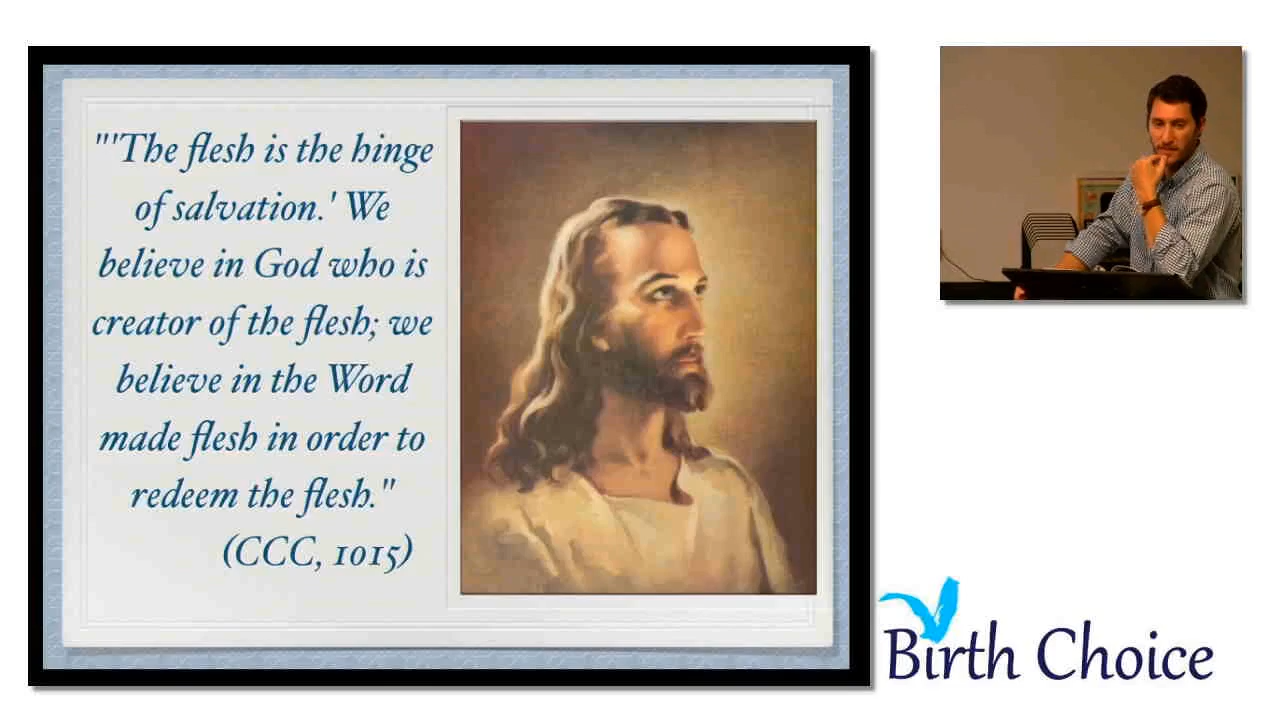 "'The flesh is the hinge
of salvation.' We
believe in God who is
creator of the flesh; we
believe in the Word
made flesh in order to
redeem the flesh."
(CCC, 1015)
Birth Choice